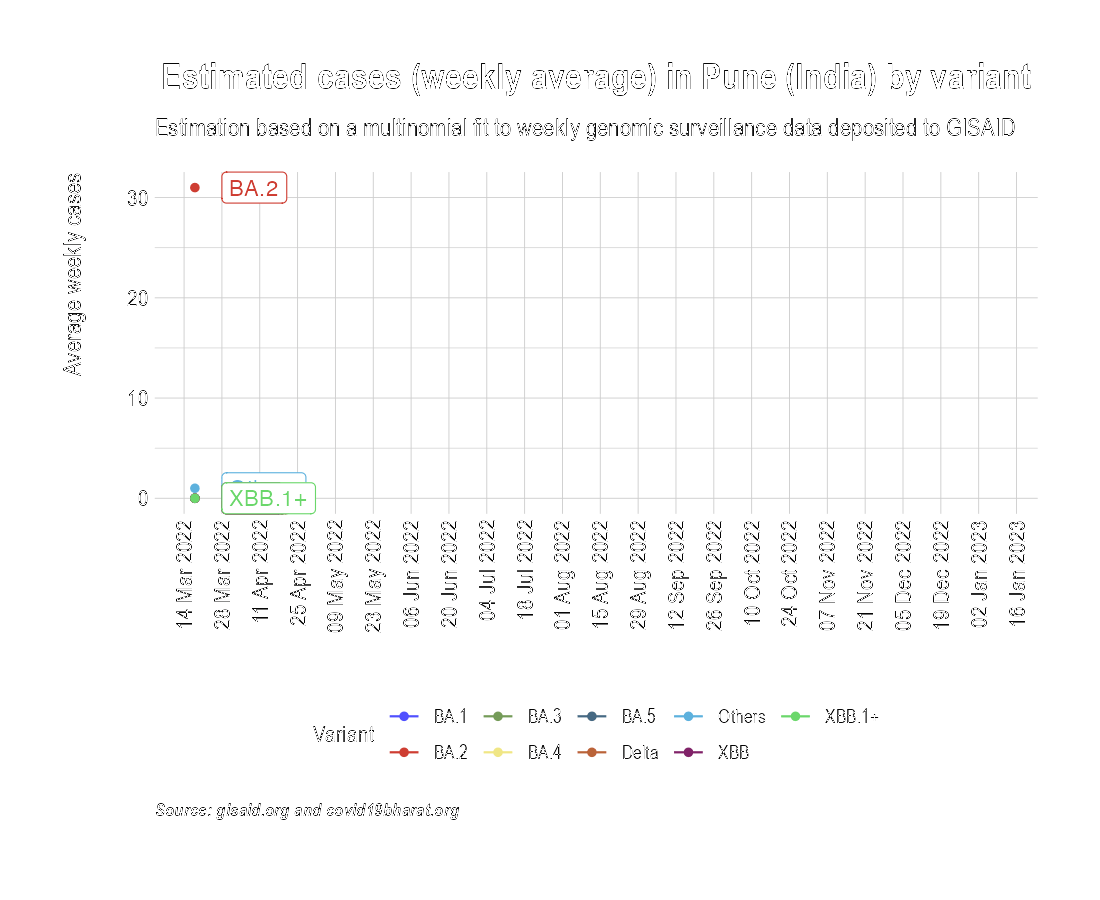 Estimated cases (weekly average) in Pune (India) by variant
Estimation based on a multinomial fit to weekly genomic surveillance data deposited to GISAID
Average weekly cases
30
20
10
0
BA.2
XBB.1+
14 Mar 2022
28 Mar 2022
11 Apr 2022
25 Apr 2022
09 May 2022
23 May 2022
06 Jun 2022
20 Jun 2022
04 Jul 2022
18 Jul 2022
01 Aug 2022
15 Aug 2022
29 Aug 2022
12 Sep 2022
26 Sep 2022
10 Oct 2022
24 Oct 2022
07 Nov 2022
21 Nov 2022
05 Dec 2022
19 Dec 2022
02 Jan 2023
16 Jan 2023
Variant
BA.1 BA.3 BA.5 Others XBB.1+
BA.2 BA.4 Delta XBB
Source: gisaid.org and covid19bharat.org